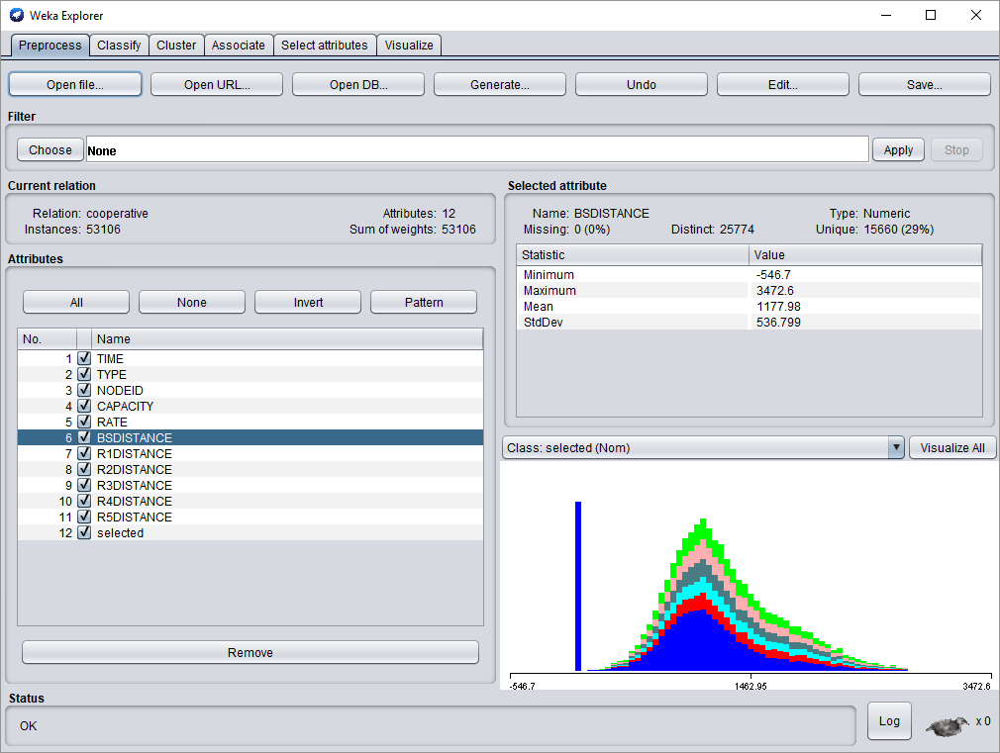 Weka Explorer
Preprocess Classify Cluster Associate Select attributes Visualize
Open file... Open URL... Open DB... Generate... Undo Edit... Save...
Filter
Choose None Apply Stop
Current relation
Relation: cooperative Attributes: 12
Instances: 53106 Sum of weights: 53106
Selected attribute
Name: BSDISTANCE Type: Numeric
Missing: 0 (0%) Distinct: 25774 Unique: 15660 (29%)
Statistic Value
Minimum -546.7
Maximum 3472.6
Mean 1177.98
StdDev 536.799
Attributes
All None Invert Pattern
No. Name
1 TIME
2 TYPE
3 NODEID
4 CAPACITY
5 RATE
6 BSDISTANCE
7 R1DISTANCE
8 R2DISTANCE
9 R3DISTANCE
10 R4DISTANCE
11 R5DISTANCE
12 selected
Remove
Class: selected (Nom) Visualize All
-546.7 1462.95 3472.6
Status
OK
Log x 0